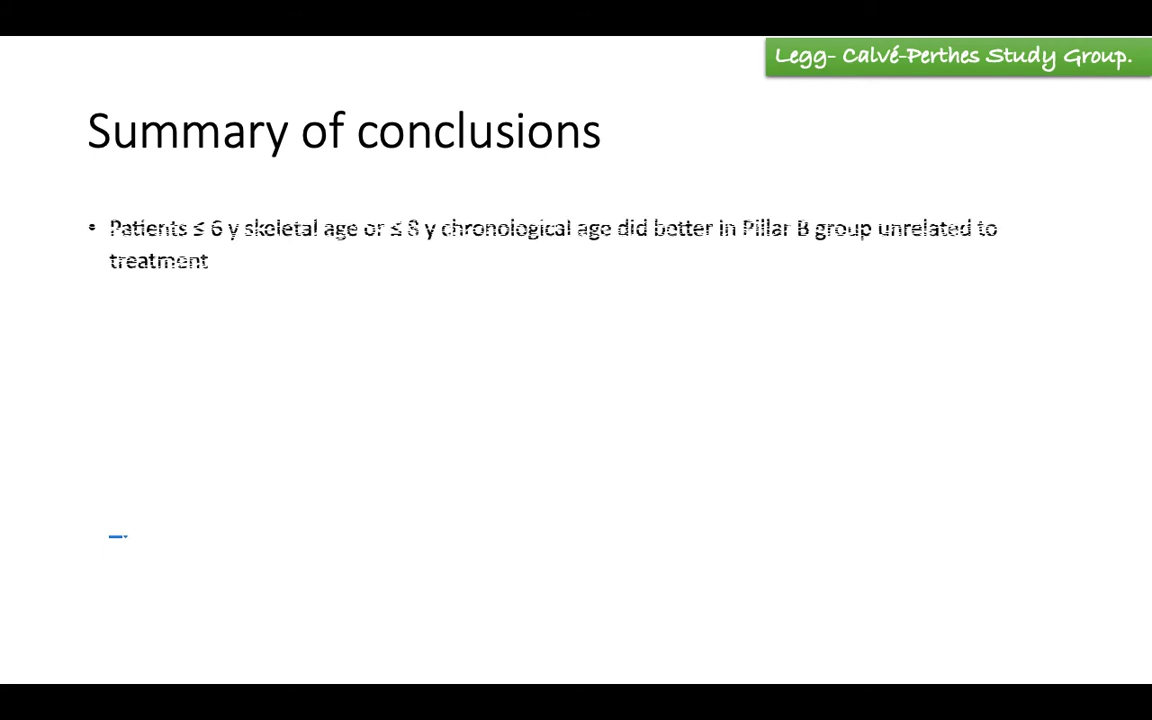 Legg- Calvé-Perthes Study Group.
Summary of conclusions
• Patients ≤ 6 y skeletal age or ≤ 8 y chronological age did better in Pillar B group unrelated to
treatment